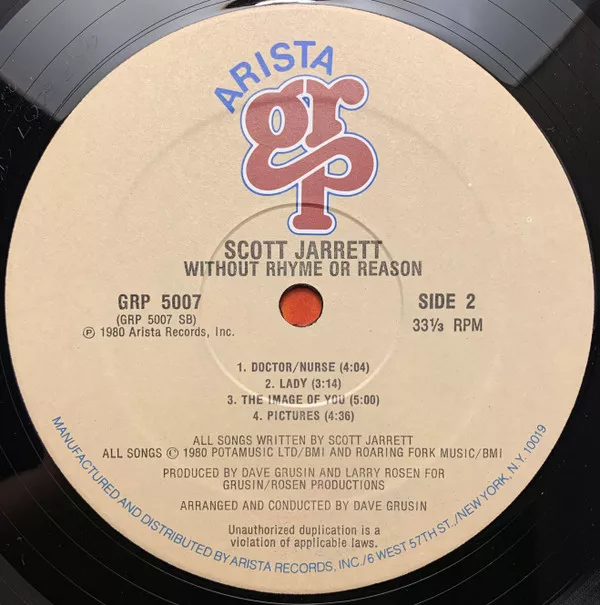 ARISTA
grp
SCOTT JARRETT
WITHOUT RHYME OR REASON
GRP 5007
(GRP 5007 SB)
℗ 1980 Arista Records, Inc.
SIDE 2
33⅓ RPM
1. DOCTOR/NURSE (4:04)
2. LADY (3:14)
3. THE IMAGE OF YOU (5:00)
4. PICTURES (4:36)
ALL SONGS WRITTEN BY SCOTT JARRETT
ALL SONGS © 1980 POTAMUSIC LTD/BMI AND ROARING FORK MUSIC/BMI
PRODUCED BY DAVE GRUSIN AND LARRY ROSEN FOR
GRUSIN/ROSEN PRODUCTIONS
ARRANGED AND CONDUCTED BY DAVE GRUSIN
Unauthorized duplication is a
violation of applicable laws.
MANUFACTURED AND DISTRIBUTED BY ARISTA RECORDS, INC./6 WEST 57TH ST./NEW YORK, N.Y. 10019